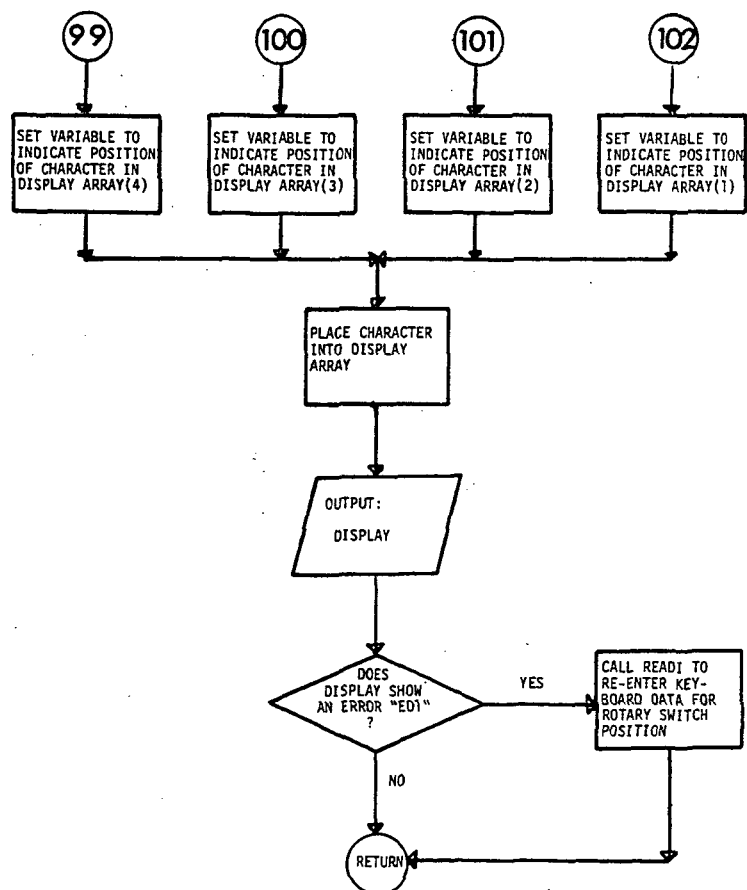 99
100
101
102
SET VARIABLE TO
INDICATE POSITION
OF CHARACTER IN
DISPLAY ARRAY(4)
SET VARIABLE TO
INDICATE POSITION
OF CHARACTER IN
DISPLAY ARRAY(3)
SET VARIABLE TO
INDICATE POSITION
OF CHARACTER IN
DISPLAY ARRAY(2)
SET VARIABLE TO
INDICATE POSITION
OF CHARACTER IN
DISPLAY ARRAY(1)
PLACE CHARACTER
INTO DISPLAY
ARRAY
OUTPUT:
DISPLAY
DOES
DISPLAY SHOW
AN ERROR "ED1"
?
YES
CALL READI TO
RE-ENTER KEY-
BOARD DATA FOR
ROTARY SWITCH
POSITION
NO
RETURN